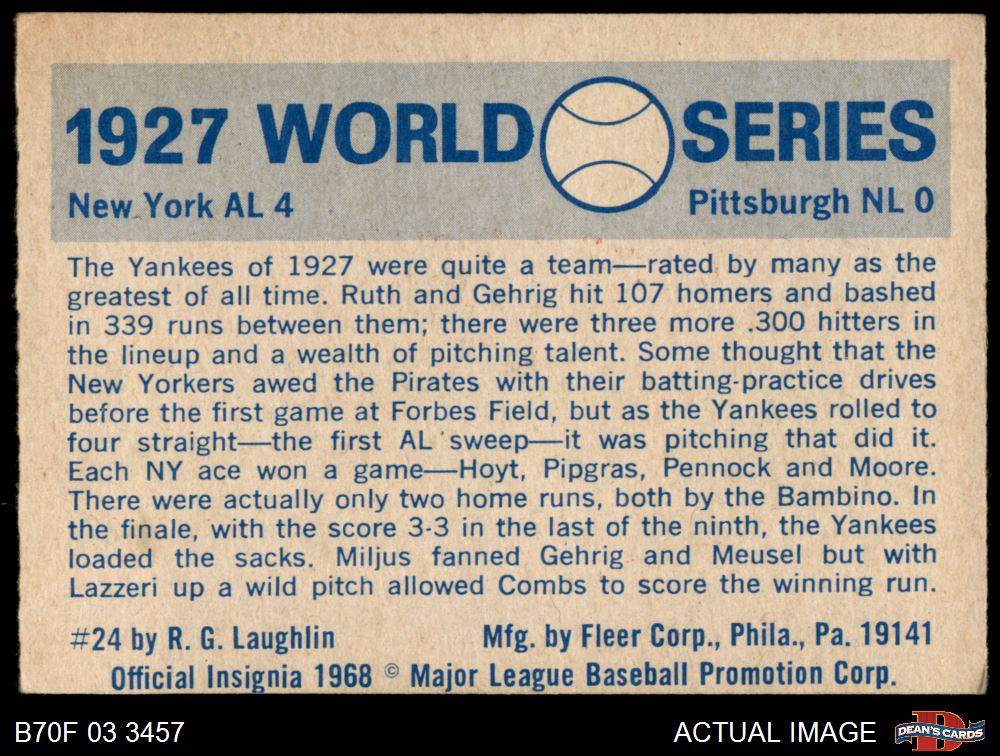 1927 WORLD SERIES
New York AL 4 Pittsburgh NL 0
The Yankees of 1927 were quite a team—rated by many as the
greatest of all time. Ruth and Gehrig hit 107 homers and bashed
in 339 runs between them; there were three more .300 hitters in
the lineup and a wealth of pitching talent. Some thought that the
New Yorkers awed the Pirates with their batting-practice drives
before the first game at Forbes Field, but as the Yankees rolled to
four straight—the first AL sweep—it was pitching that did it.
Each NY ace won a game—Hoyt, Pipgras, Pennock and Moore.
There were actually only two home runs, both by the Bambino. In
the finale, with the score 3-3 in the last of the ninth, the Yankees
loaded the sacks. Miljus fanned Gehrig and Meusel but with
Lazzeri up a wild pitch allowed Combs to score the winning run.
#24 by R. G. Laughlin Mfg. by Fleer Corp., Phila., Pa. 19141
Official Insignia 1968 © Major League Baseball Promotion Corp.
B70F 03 3457 ACTUAL IMAGE DEAN'S CARDS